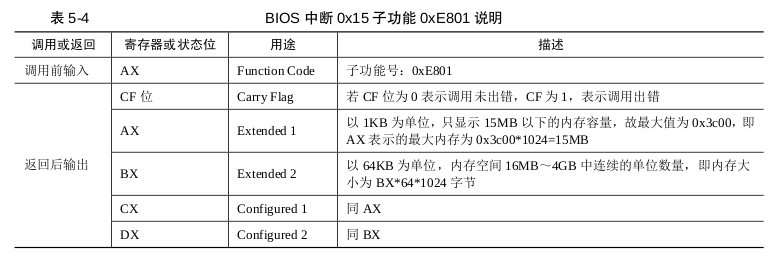 表 5-4 BIOS 中断 0x15 子功能 0xE801 说明
调用或返回 寄存器或状态位 用途 描述
调用前输入 AX Function Code 子功能号：0xE801
返回后输出 CF 位 Carry Flag 若 CF 位为 0 表示调用未出错，CF 为 1，表示调用出错
AX Extended 1 以 1KB 为单位，只显示 15MB 以下的内存容量，故最大值为 0x3c00，即
AX 表示的最大内存为 0x3c00*1024=15MB
BX Extended 2 以 64KB 为单位，内存空间 16MB～4GB 中连续的单位数量，即内存大
小为 BX*64*1024 字节
CX Configured 1 同 AX
DX Configured 2 同 BX